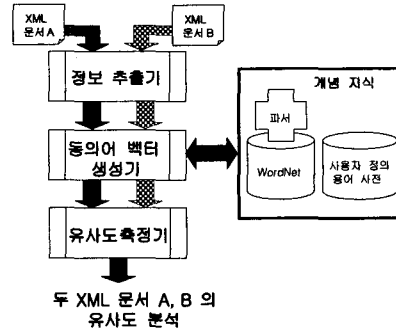 XML
문서A
XML
문서 B
정보 추출기
동의어 벡터
생성기
유사도측정기
두 XML 문서 A, B 의
유사도 분석
개념 지식
파서
WordNet
사용자 정의
용어 사전